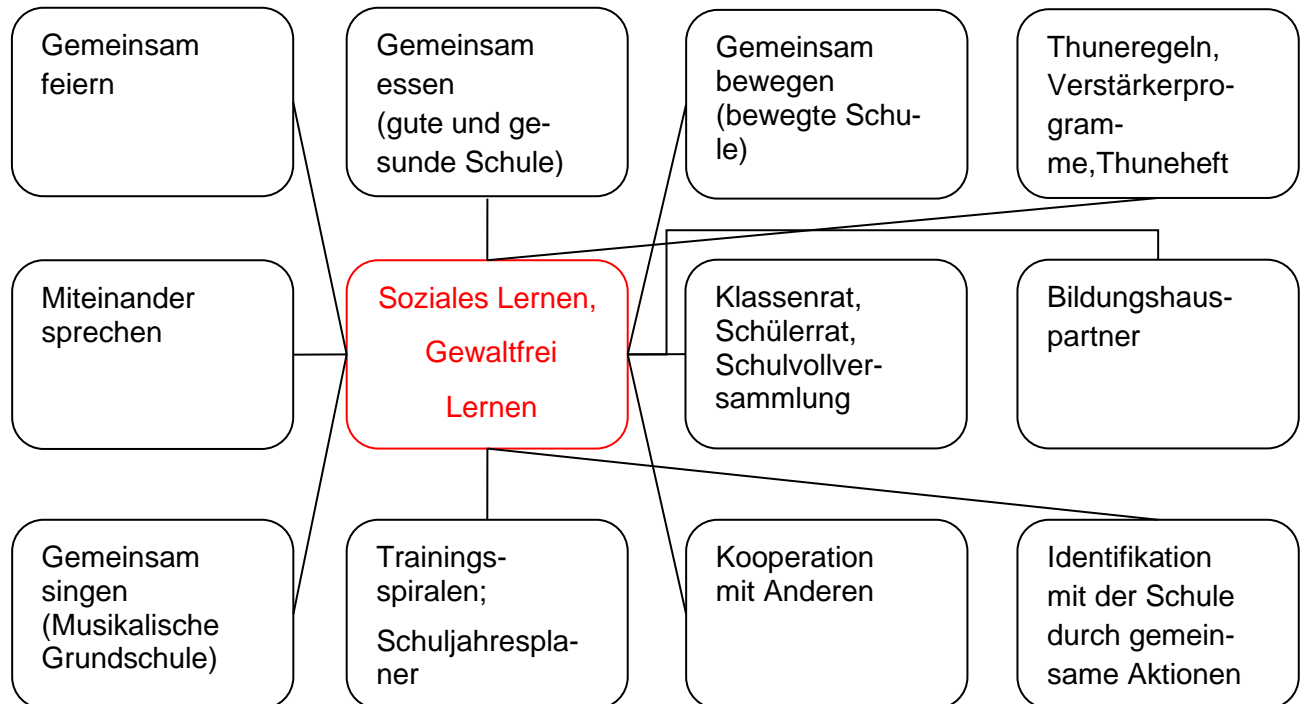 Gemeinsam
feiern
Gemeinsam
essen
(gute und ge-
sunde Schule)
Gemeinsam
bewegen
(bewegte Schu-
le)
Thuneregeln,
Verstärkerpro-
gram-
me,Thuneheft
Miteinander
sprechen
Soziales Lernen,
Gewaltfrei
Lernen
Klassenrat,
Schülerrat,
Schulvollver-
sammlung
Bildungshaus-
partner
Gemeinsam
singen
(Musikalische
Grundschule)
Trainings-
spiralen;
Schuljahrespla-
ner
Kooperation
mit Anderen
Identifikation
mit der Schule
durch gemein-
same Aktionen